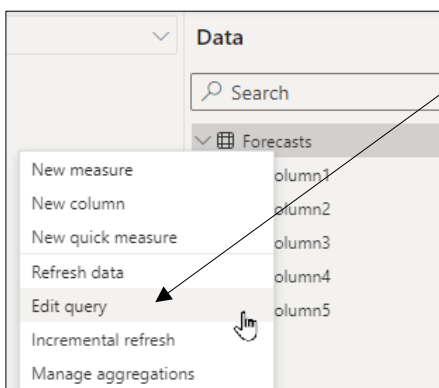 Data
Search
Forecasts
New measure
olumn1
New column
olumn2
New quick measure
olumn3
Refresh data
olumn4
Edit query
olumn5
Incremental refresh
Manage aggregations